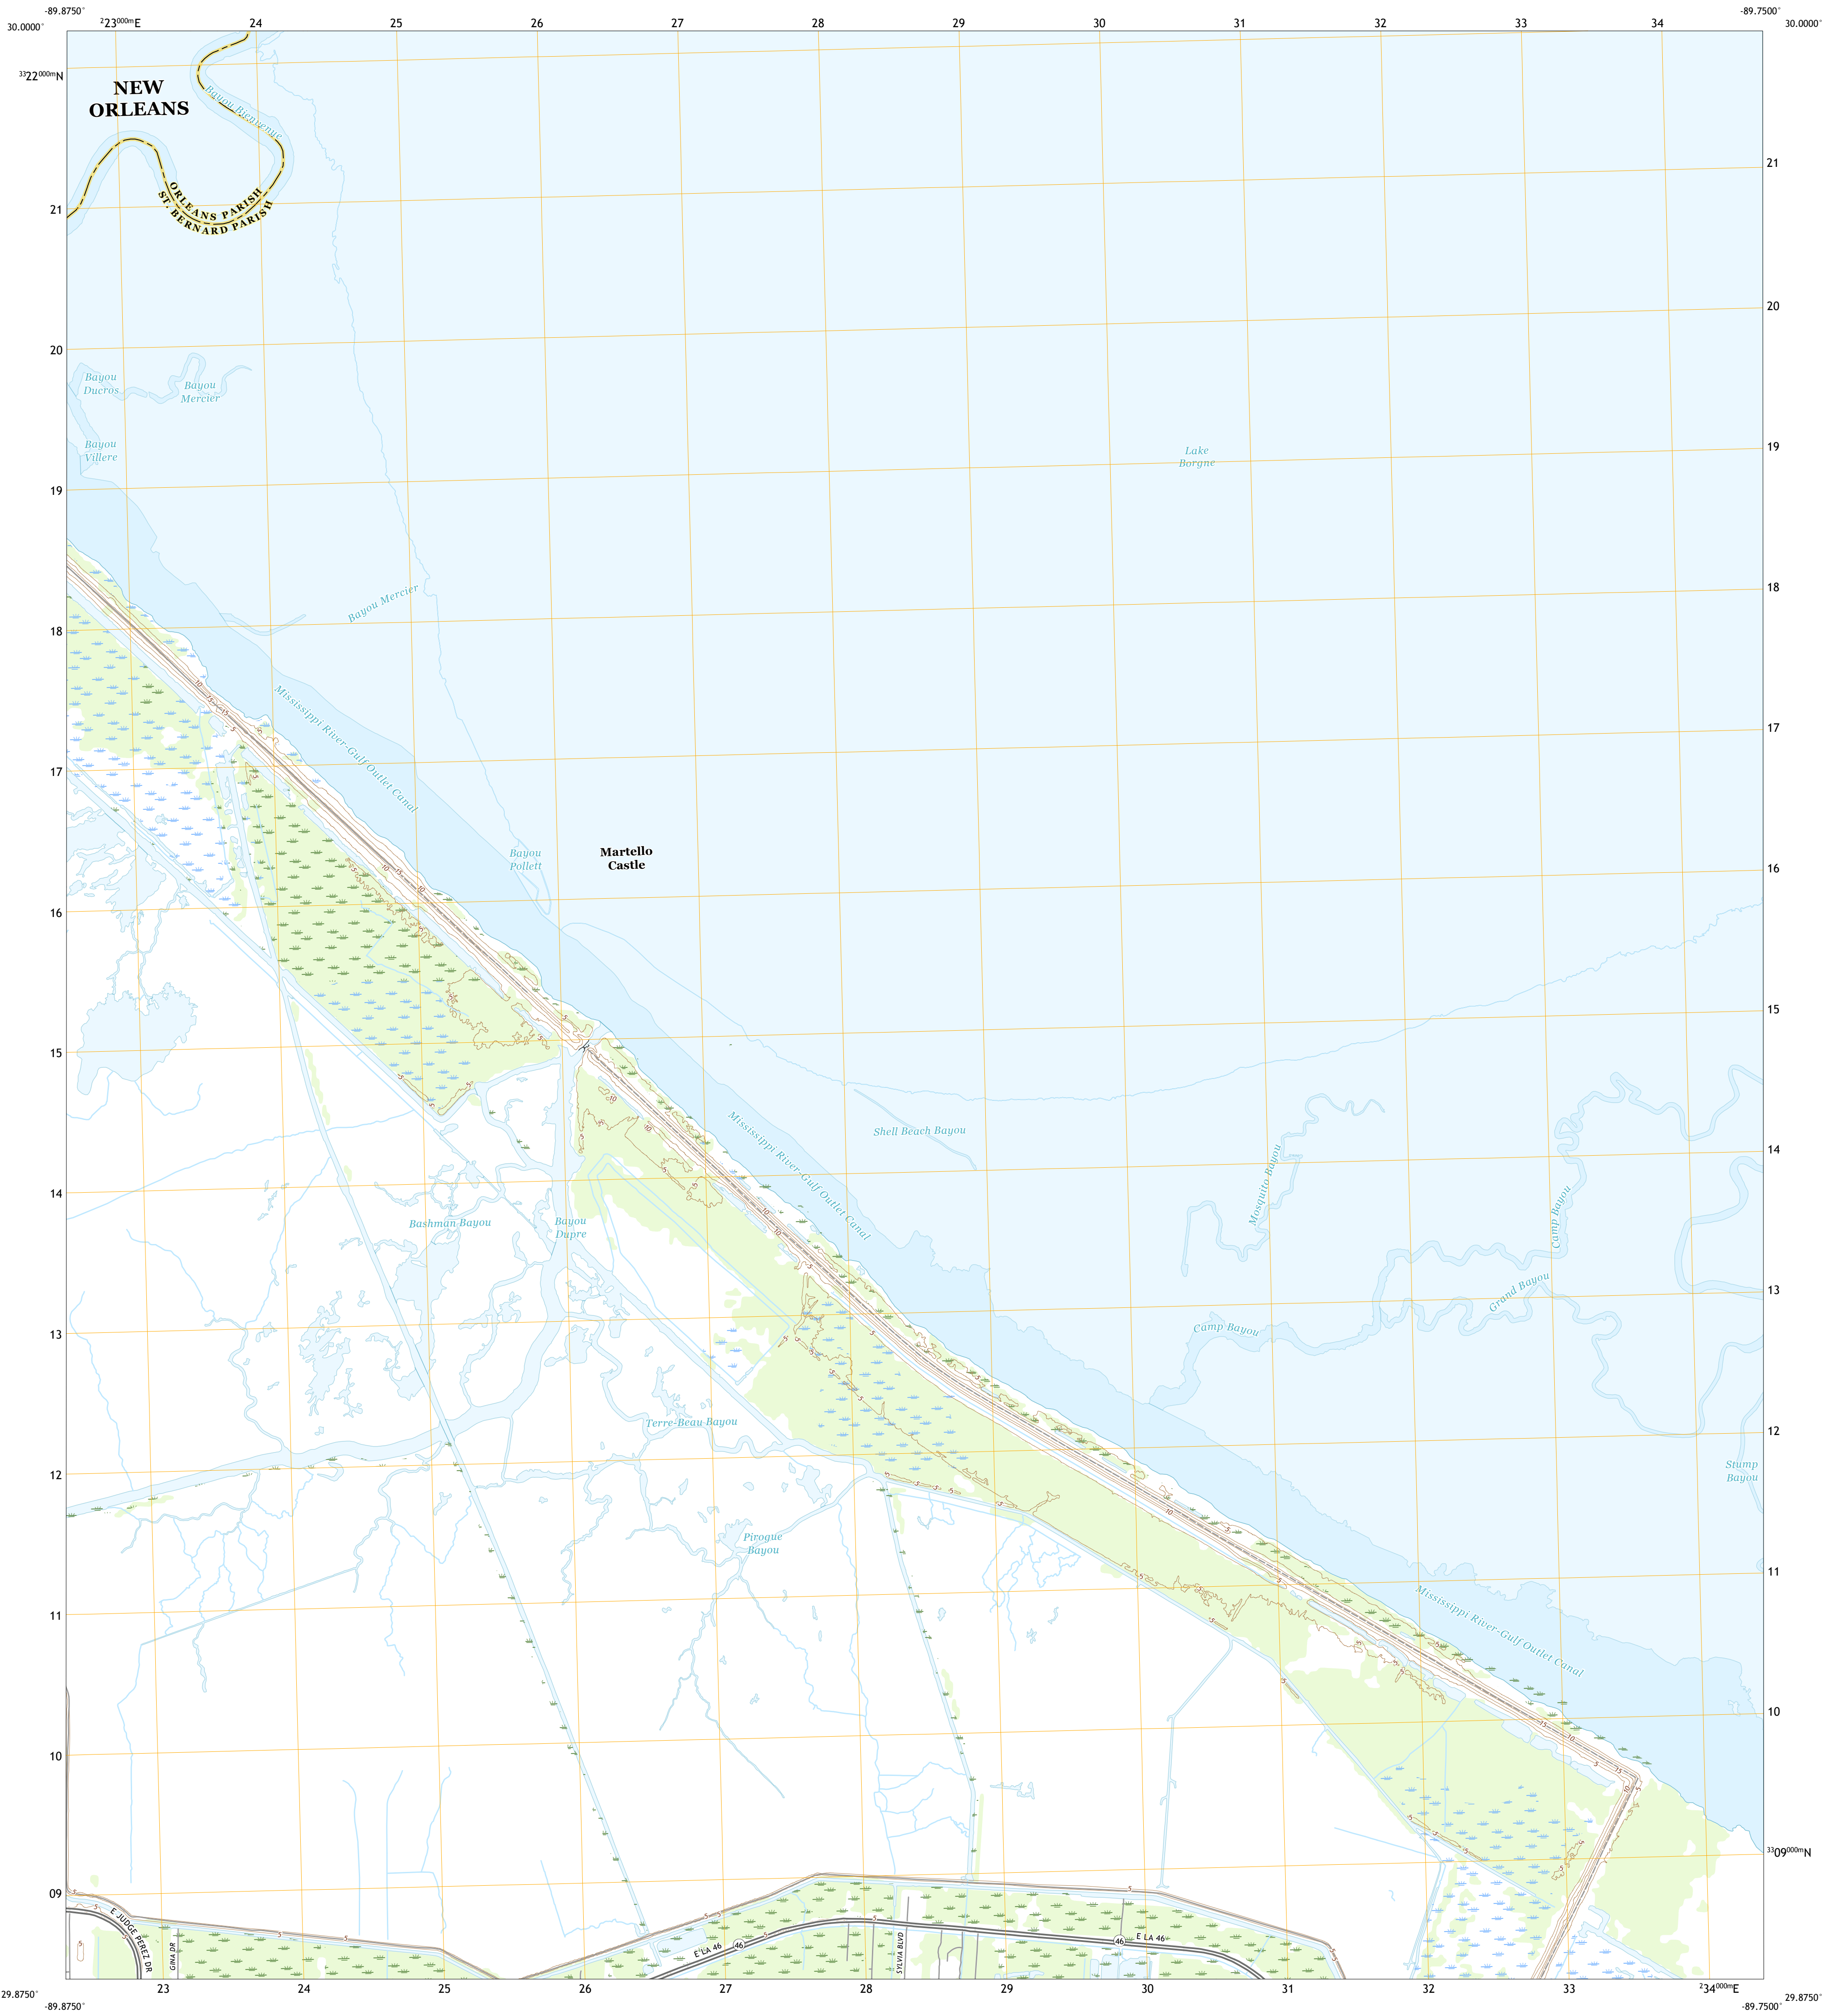 -89.8750°
-89.7500°
30.0000°
²23⁰⁰⁰ᵐE
24
25
26
27
28
29
30
31
32
33
34
30.0000°
³³22⁰⁰⁰ᵐN
NEW
ORLEANS
Bayou Bienvenue
21
ORLEANS PARISH
ST. BERNARD PARISH
21
20
20
Bayou
Ducros
Bayou
Mercier
Bayou
Villere
19
Lake
Borgne
19
Bayou Mercier
18
18
Mississippi River-Gulf Outlet Canal
17
17
Bayou
Pollett
Martello
Castle
16
16
15
15
Mississippi River-Gulf Outlet Canal
Shell Beach Bayou
Mosquito Bayou
Camp Bayou
14
14
Bashman Bayou
Bayou
Dupre
Grand Bayou
Camp Bayou
13
13
Terre-Beau Bayou
12
12
Stump
Bayou
Pirogue
Bayou
11
11
Mississippi River-Gulf Outlet Canal
10
10
³³09⁰⁰⁰ᵐN
09
E JUDGE PEREZ DR
GINA DR
E LA 46
46
SYLVIA BLVD
46
E LA 46
29.8750°
23
24
25
26
27
28
29
30
31
32
33
²34⁰⁰⁰ᵐE
29.8750°
-89.8750°
-89.7500°